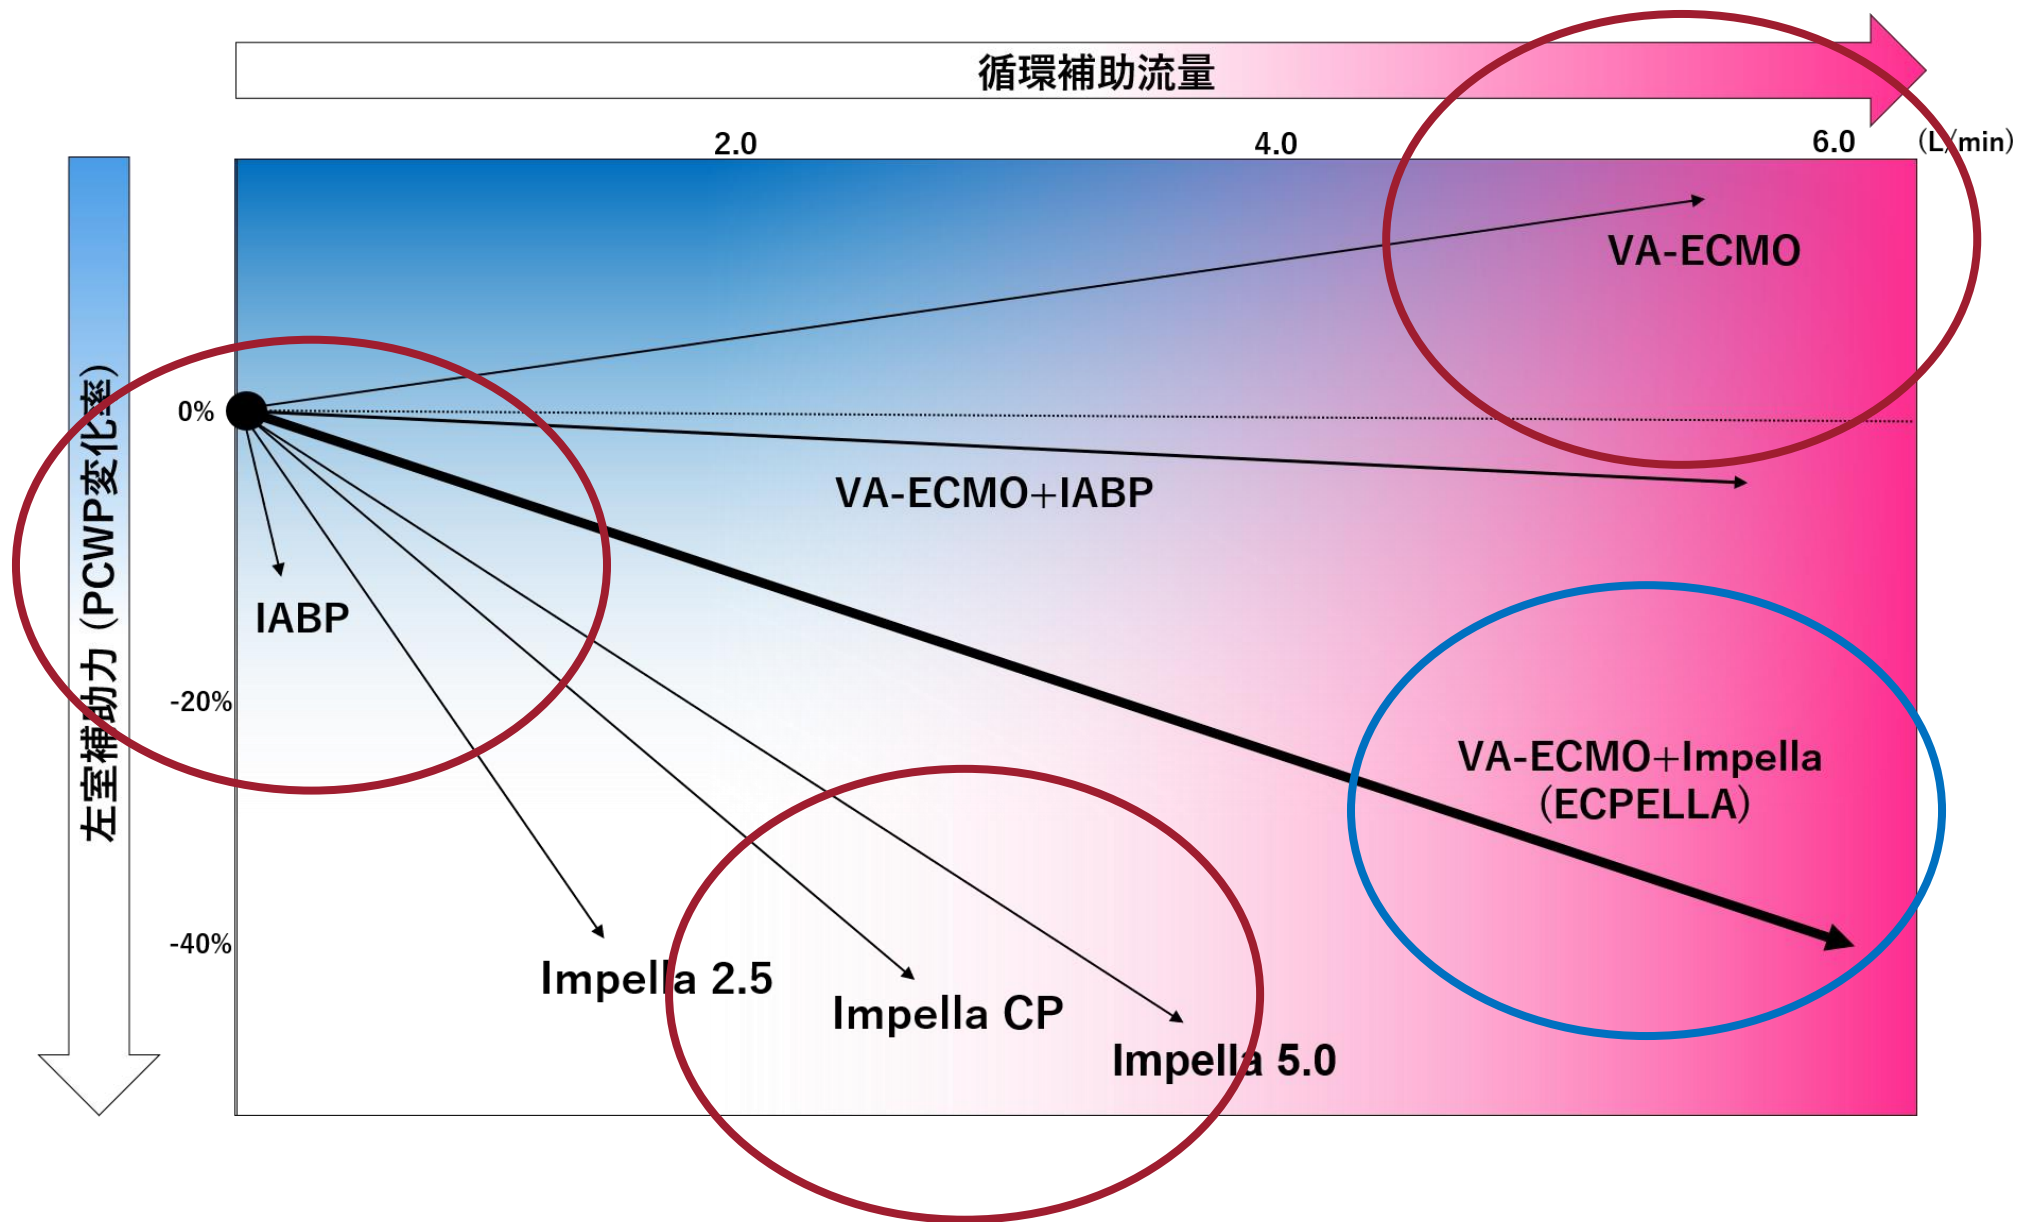 循環補助流量
2.0
4.0
6.0
(L/min)
VA-ECMO
0%
VA-ECMO+IABP
IABP
左室補助力(PCWP変化率)
-20%
VA-ECMO+Impella
(ECPELLA)
-40%
Impella 2.5
Impella CP
Impella 5.0